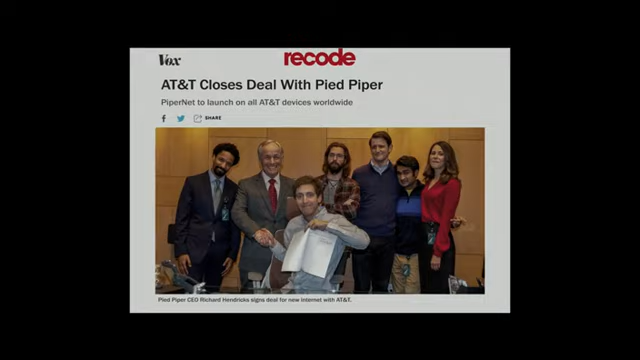 Vox
recode
AT&T Closes Deal With Pied Piper
PiperNet to launch on all AT&T devices worldwide
SHARE
Pied Piper CEO Richard Hendricks signs deal for new internet with AT&T.